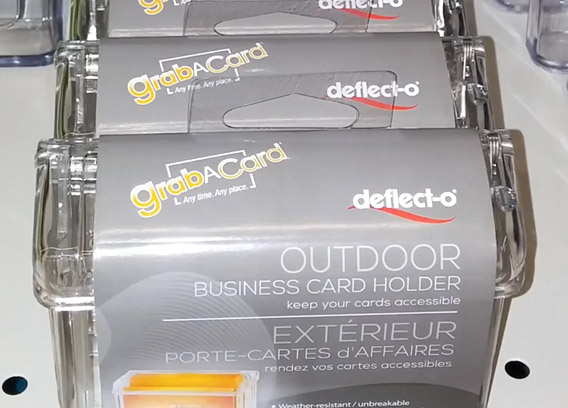 deflect-o®
grabACard
Any time. Any place.
deflect-o®
grabACard
Any time. Any place.
deflect-o®
OUTDOOR
BUSINESS CARD HOLDER
keep your cards accessible
EXTÉRIEUR
PORTE-CARTES d'AFFAIRES
rendez vos cartes accessibles
• Weather-resistant / unbreakable